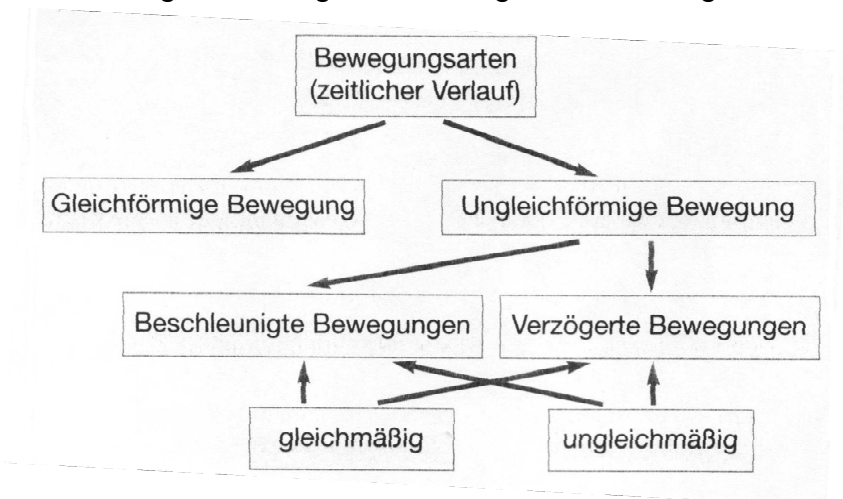 Bewegungsarten
(zeitlicher Verlauf)
Gleichförmige Bewegung
Ungleichförmige Bewegung
Beschleunigte Bewegungen
Verzögerte Bewegungen
gleichmäßig
ungleichmäßig